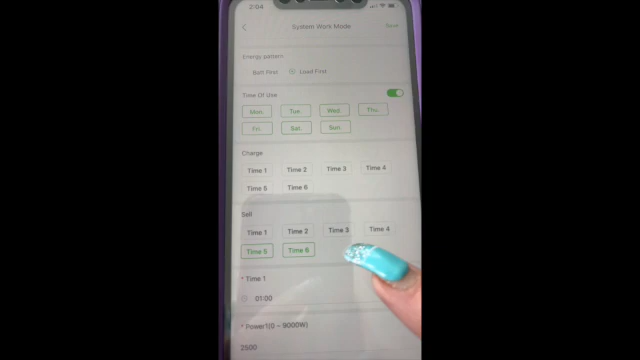 2:04
System Work Mode Save
Energy pattern
Batt First Load First
Time Of Use
Mon. Tue. Wed. Thu.
Fri. Sat. Sun.
Charge
Time 1 Time 2 Time 3 Time 4
Time 5 Time 6
Sell
Time 1 Time 2 Time 3 Time 4
Time 5 Time 6
* Time 1
01:00
* Power1(0 ~ 9000W)
2500